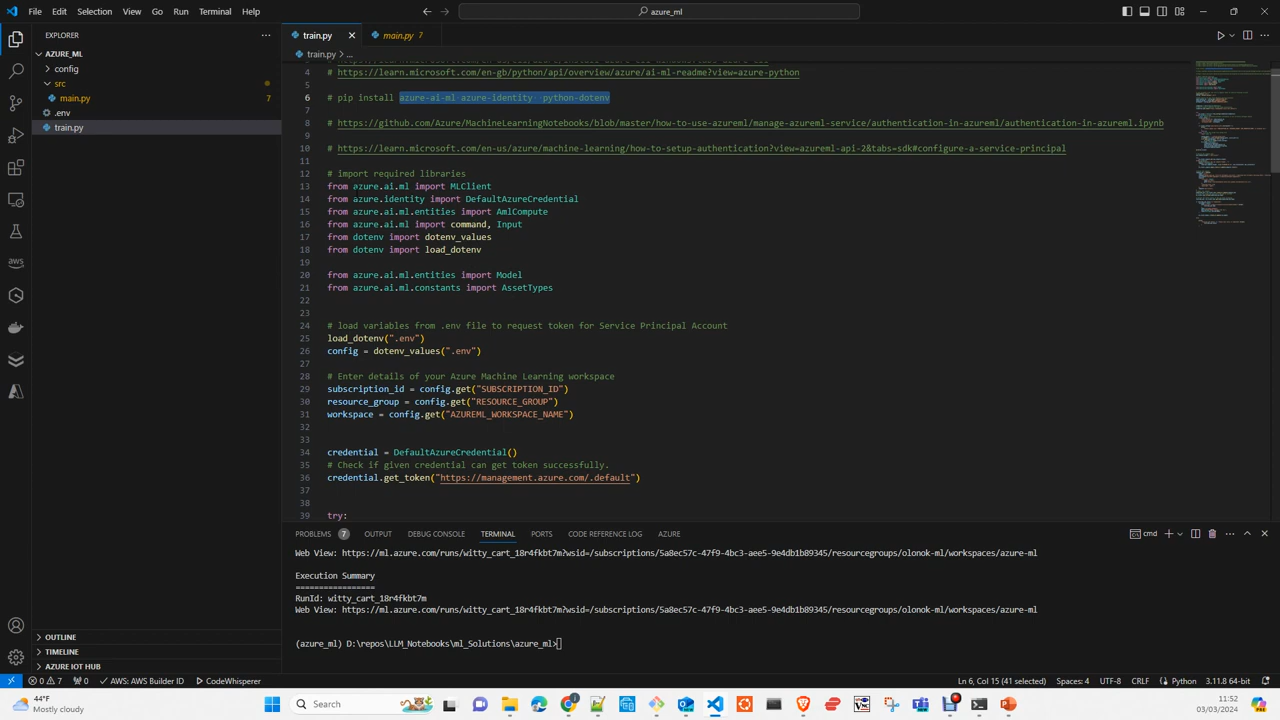 File Edit Selection View Go Run Terminal Help
azure_ml
EXPLORER
train.py
main.py 7
AZURE_ML
config
src
main.py 7
.env
train.py
train.py > ...
4 # https://learn.microsoft.com/en-gb/python/api/overview/azure/ai-ml-readme?view=azure-python
5
6 # pip install azure-ai-ml azure-identity python-dotenv
7
8 # https://github.com/Azure/MachineLearningNotebooks/blob/master/how-to-use-azureml/manage-azureml-service/authentication-in-azureml/authentication-in-azureml.ipynb
9
10 # https://learn.microsoft.com/en-us/azure/machine-learning/how-to-setup-authentication?view=azureml-api-2&tabs=sdk#configure-a-service-principal
11
12 # import required libraries
13 from azure.ai.ml import MLClient
14 from azure.identity import DefaultAzureCredential
15 from azure.ai.ml.entities import AmlCompute
16 from azure.ai.ml import command, Input
17 from dotenv import dotenv_values
18 from dotenv import load_dotenv
19
20 from azure.ai.ml.entities import Model
21 from azure.ai.ml.constants import AssetTypes
22
23
24 # load variables from .env file to request token for Service Principal Account
25 load_dotenv(".env")
26 config = dotenv_values(".env")
27
28 # Enter details of your Azure Machine Learning workspace
29 subscription_id = config.get("SUBSCRIPTION_ID")
30 resource_group = config.get("RESOURCE_GROUP")
31 workspace = config.get("AZUREML_WORKSPACE_NAME")
32
33
34 credential = DefaultAzureCredential()
35 # Check if given credential can get token successfully.
36 credential.get_token("https://management.azure.com/.default")
37
38
39 try:
PROBLEMS 7 OUTPUT DEBUG CONSOLE TERMINAL PORTS CODE REFERENCE LOG AZURE
cmd
Web View: https://ml.azure.com/runs/witty_cart_18r4fkbt7m?wsid=/subscriptions/5a8ec57c-47f9-4bc3-aee5-9e4db1b89345/resourcegroups/olonok-ml/workspaces/azure-ml
Execution Summary
=================
RunId: witty_cart_18r4fkbt7m
Web View: https://ml.azure.com/runs/witty_cart_18r4fkbt7m?wsid=/subscriptions/5a8ec57c-47f9-4bc3-aee5-9e4db1b89345/resourcegroups/olonok-ml/workspaces/azure-ml
(azure_ml) D:\repos\LLM_Notebooks\ml_Solutions\azure_ml>
OUTLINE
TIMELINE
AZURE IOT HUB
0 7 0 AWS: AWS Builder ID CodeWhisperer
Ln 6, Col 15 (41 selected) Spaces: 4 UTF-8 CRLF Python 3.11.8 64-bit
44°F
Mostly cloudy
Search
11:52
03/03/2024